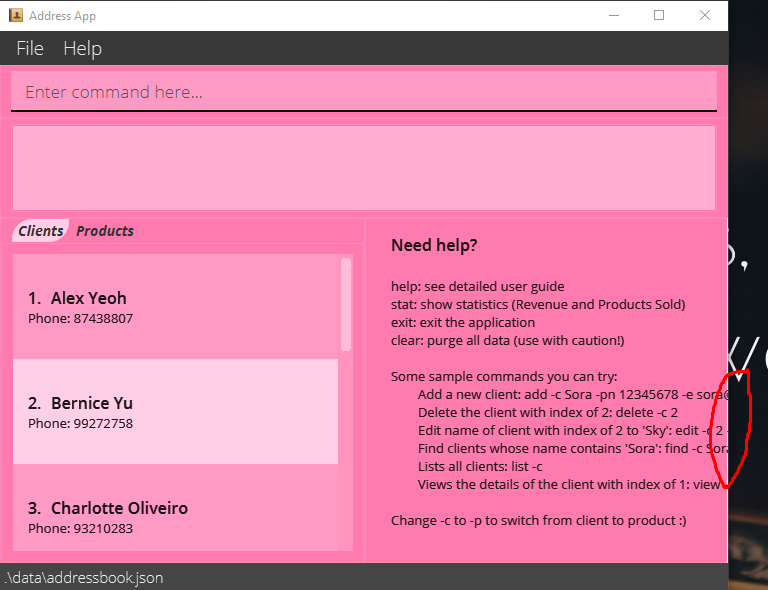 Address App
File Help
Enter command here...
Clients Products
1. Alex Yeoh
Phone: 87438807
2. Bernice Yu
Phone: 99272758
3. Charlotte Oliveiro
Phone: 93210283
Need help?
help: see detailed user guide
stat: show statistics (Revenue and Products Sold)
exit: exit the application
clear: purge all data (use with caution!)
Some sample commands you can try:
Add a new client: add -c Sora -pn 12345678 -e sora@
Delete the client with index of 2: delete -c 2
Edit name of client with index of 2 to 'Sky': edit -c 2 -
Find clients whose name contains 'Sora': find -c Sora
Lists all clients: list -c
Views the details of the client with index of 1: view
Change -c to -p to switch from client to product :)
.\data\addressbook.json